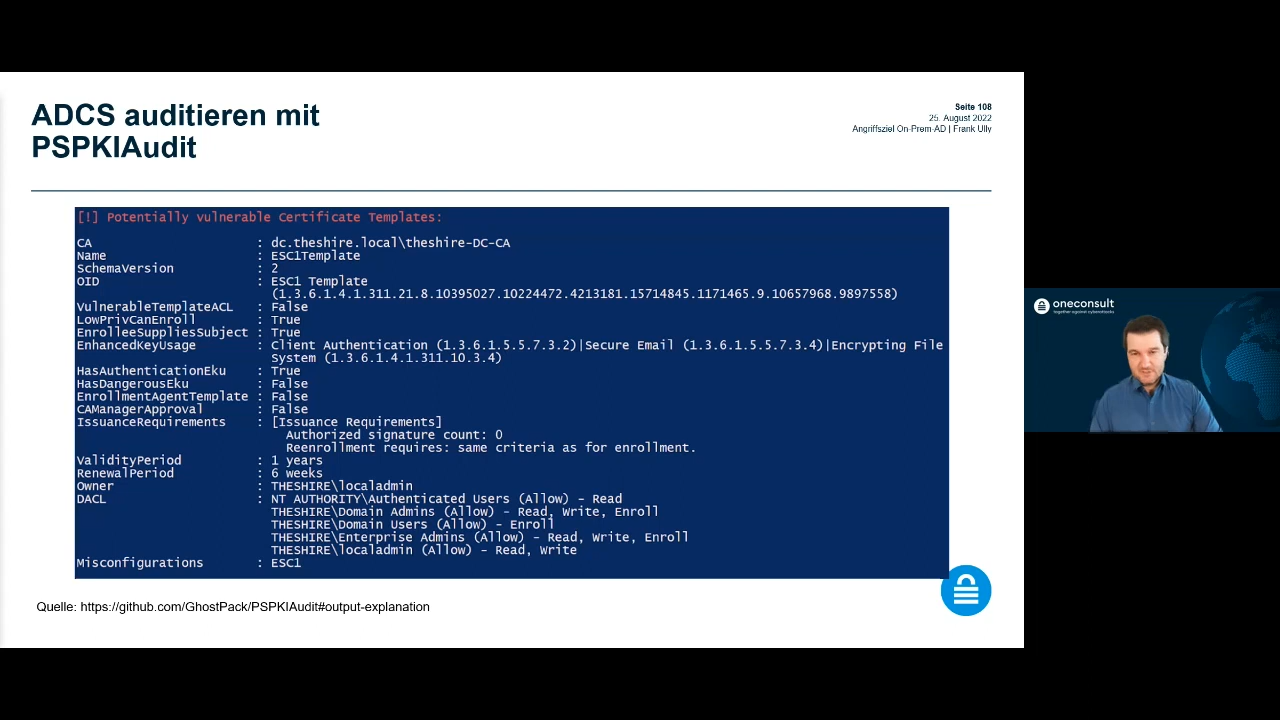 ADCS auditieren mit
PSPKIAudit
Seite 108
25. August 2022
Angriffsziel On-Prem-AD | Frank Ully
[!] Potentially vulnerable Certificate Templates:
CA : dc.theshire.local\theshire-DC-CA
Name : ESC1Template
SchemaVersion : 2
OID : ESC1 Template
(1.3.6.1.4.1.311.21.8.10395027.10224472.4213181.15714845.1171465.9.10657968.9897558)
VulnerableTemplateACL : False
LowPrivCanEnroll : True
EnrolleeSuppliesSubject : True
EnhancedKeyUsage : Client Authentication (1.3.6.1.5.5.7.3.2)|Secure Email (1.3.6.1.5.5.7.3.4)|Encrypting File
System (1.3.6.1.4.1.311.10.3.4)
HasAuthenticationEku : True
HasDangerousEku : False
EnrollmentAgentTemplate : False
CAManagerApproval : False
IssuanceRequirements : [Issuance Requirements]
Authorized signature count: 0
Reenrollment requires: same criteria as for enrollment.
ValidityPeriod : 1 years
RenewalPeriod : 6 weeks
Owner : THESHIRE\localadmin
DACL : NT AUTHORITY\Authenticated Users (Allow) - Read
THESHIRE\Domain Admins (Allow) - Read, Write, Enroll
THESHIRE\Domain Users (Allow) - Enroll
THESHIRE\Enterprise Admins (Allow) - Read, Write, Enroll
THESHIRE\localadmin (Allow) - Read, Write
Misconfigurations : ESC1
Quelle: https://github.com/GhostPack/PSPKIAudit#output-explanation
oneconsult
together against cyberattacks